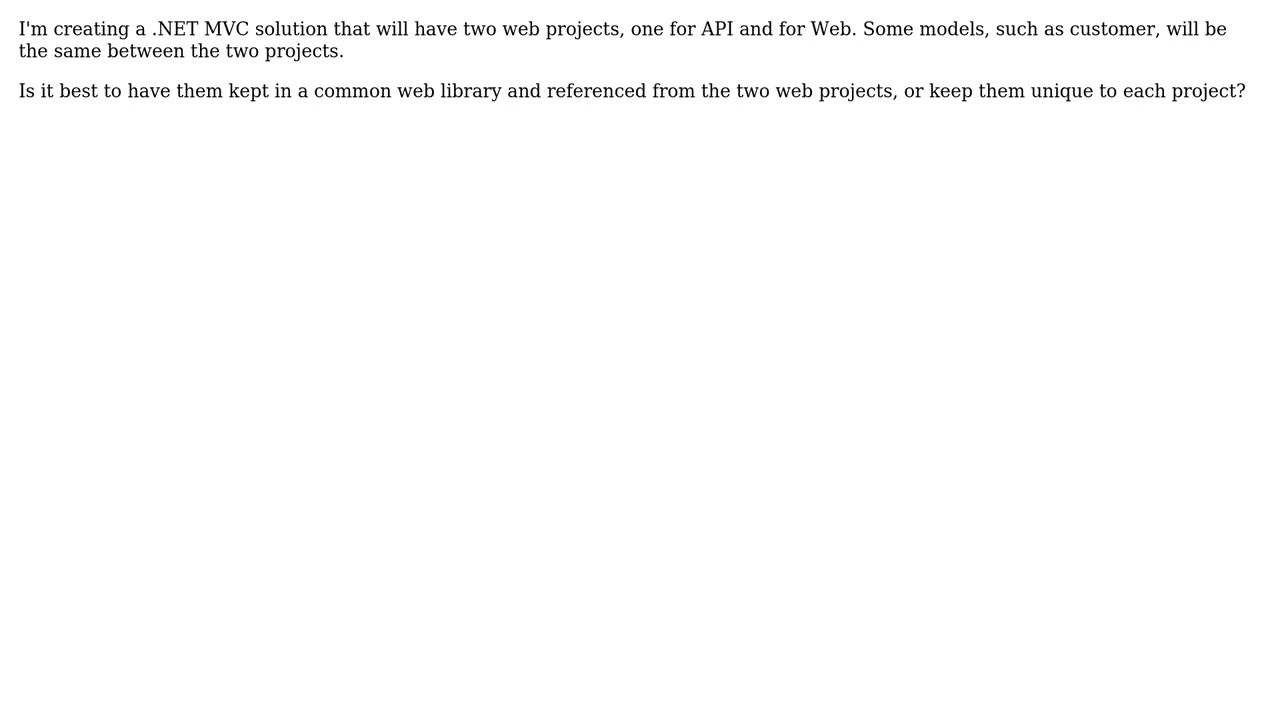 I'm creating a .NET MVC solution that will have two web projects, one for API and for Web. Some models, such as customer, will be
the same between the two projects.
Is it best to have them kept in a common web library and referenced from the two web projects, or keep them unique to each project?